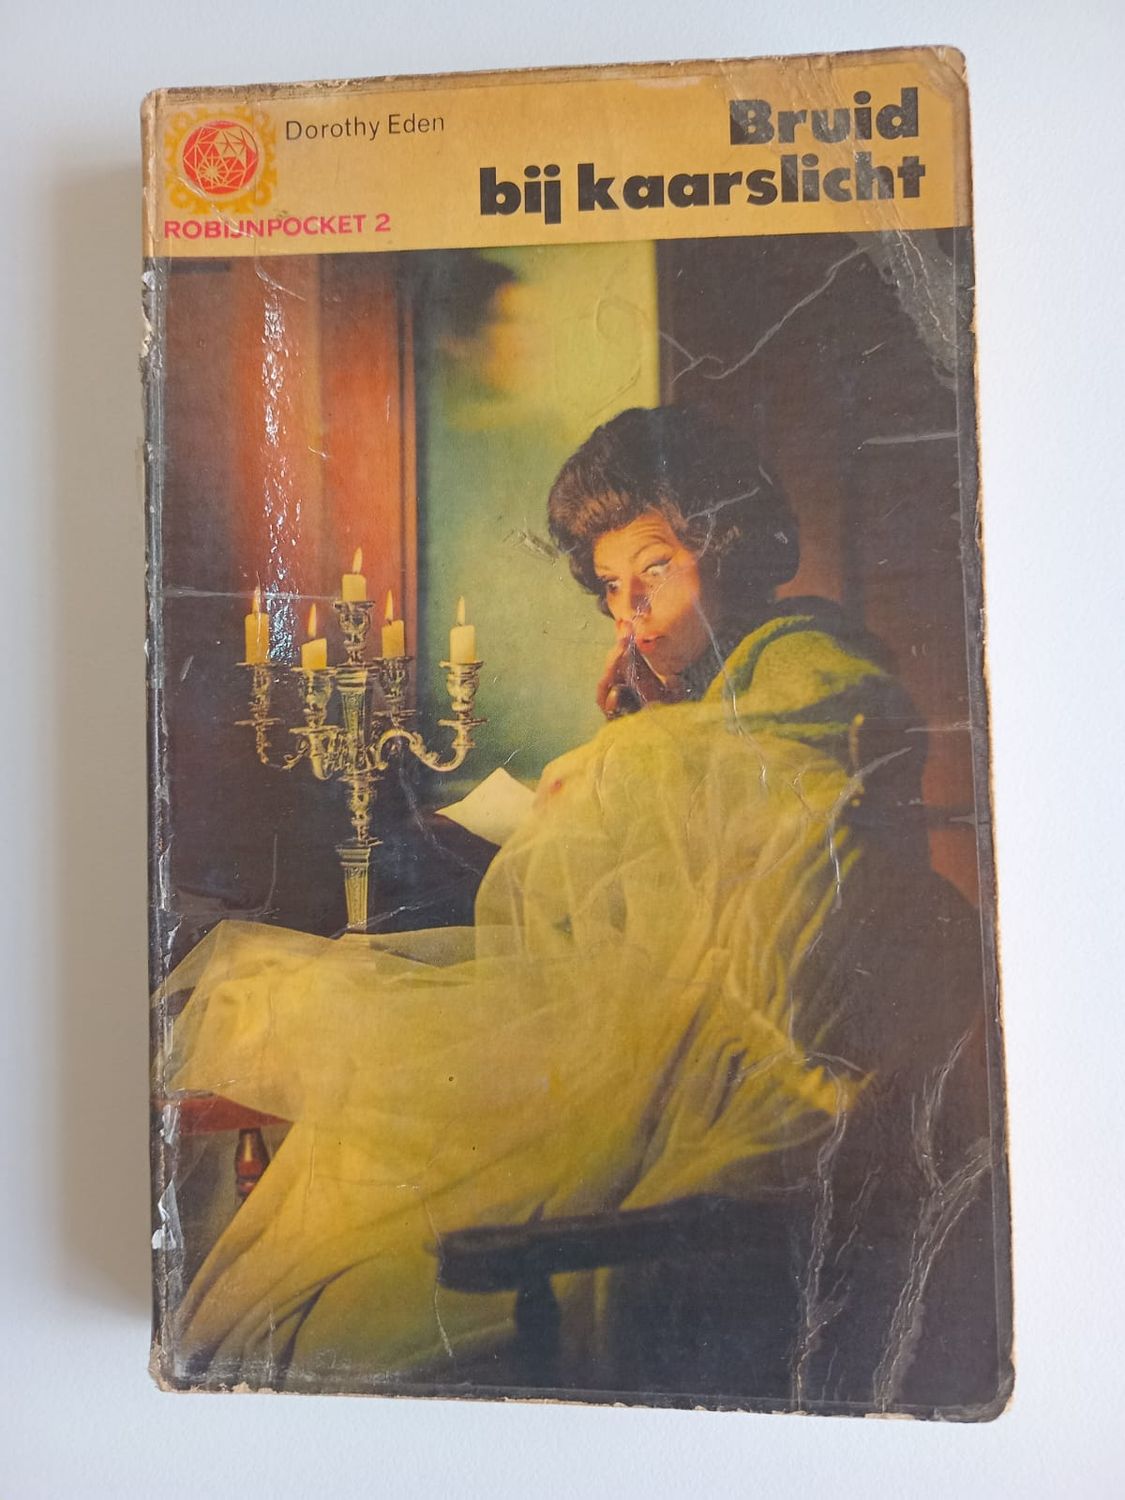 Dorothy Eden
Bruid
bij kaarslicht
ROBIJNPOCKET 2